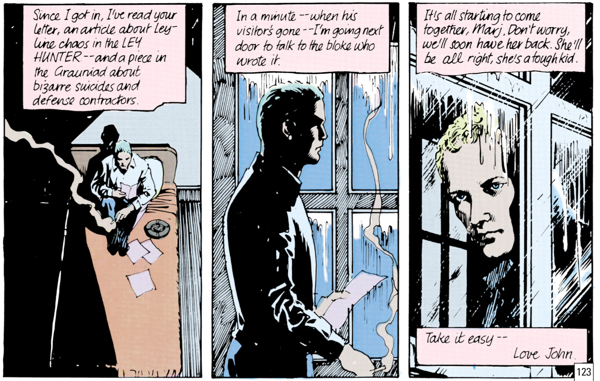 Since I got in, I've read your
letter, an article about Ley-
line chaos in the LEY
HUNTER -- and a piece in
the Grauniad about
bizarre suicides and
defense contractors.
In a minute -- when his
visitor's gone -- I'm going next
door to talk to the bloke who
wrote it.
It's all starting to come
together, Marj. Don't worry,
we'll soon have her back. She'll
be all right, she's a tough kid.
Take it easy --
Love John.
123